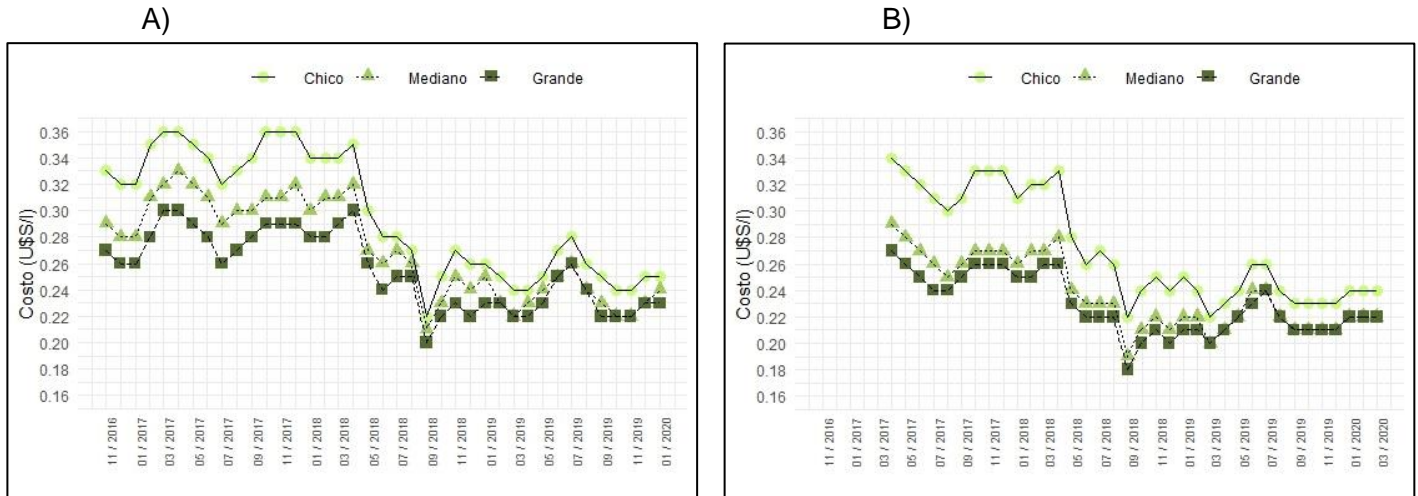 A)
B)
Chico Mediano Grande
Chico Mediano Grande
Costo (U$S/l)
0.36
0.34
0.32
0.30
0.28
0.26
0.24
0.22
0.20
0.18
0.16
11 / 2016
01 / 2017
03 / 2017
05 / 2017
07 / 2017
09 / 2017
11 / 2017
01 / 2018
03 / 2018
05 / 2018
07 / 2018
09 / 2018
11 / 2018
01 / 2019
03 / 2019
05 / 2019
07 / 2019
09 / 2019
11 / 2019
01 / 2020
Costo (U$S/l)
0.36
0.34
0.32
0.30
0.28
0.26
0.24
0.22
0.20
0.18
0.16
11 / 2016
01 / 2017
03 / 2017
05 / 2017
07 / 2017
09 / 2017
11 / 2017
01 / 2018
03 / 2018
05 / 2018
07 / 2018
09 / 2018
11 / 2018
01 / 2019
03 / 2019
05 / 2019
07 / 2019
09 / 2019
11 / 2019
01 / 2020
03 / 2020